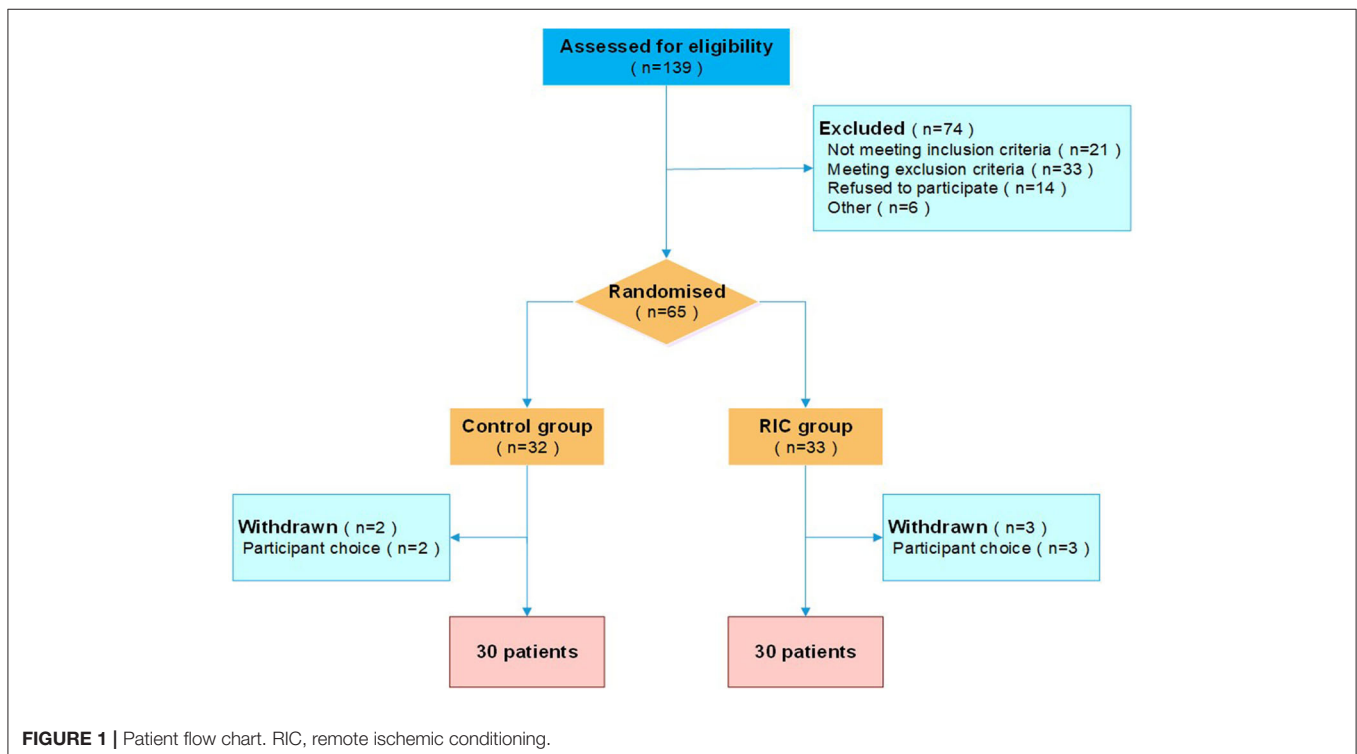 Assessed for eligibility
( n=139 )
Excluded ( n=74 )
Not meeting inclusion criteria ( n=21 )
Meeting exclusion criteria ( n=33 )
Refused to participate ( n=14 )
Other ( n=6 )
Randomised
( n=65 )
Control group
( n=32 )
RIC group
( n=33 )
Withdrawn ( n=2 )
Participant choice ( n=2 )
Withdrawn ( n=3 )
Participant choice ( n=3 )
30 patients
30 patients
FIGURE 1 | Patient flow chart. RIC, remote ischemic conditioning.